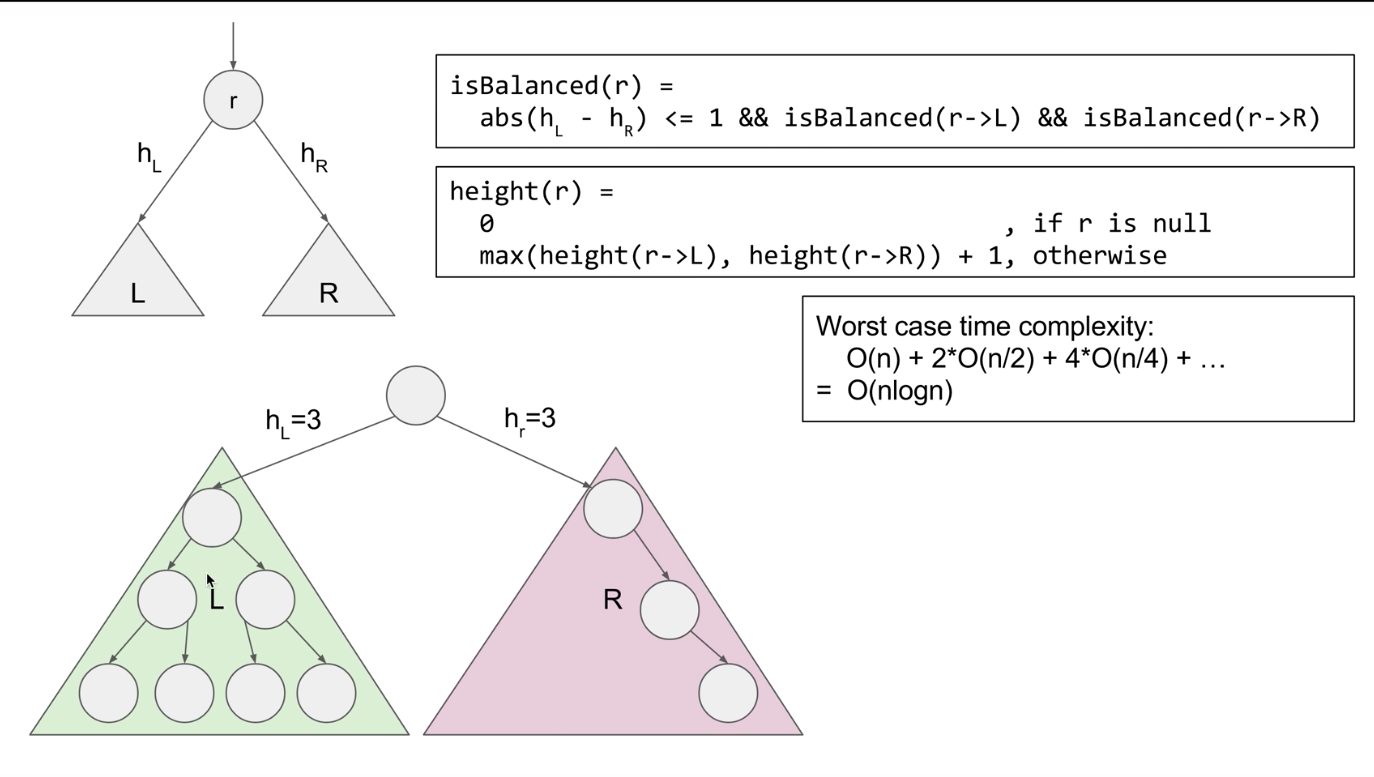 r
h_L
h_R
L
R
isBalanced(r) =
abs(h_L - h_R) <= 1 && isBalanced(r->L) && isBalanced(r->R)
height(r) =
0 , if r is null
max(height(r->L), height(r->R)) + 1, otherwise
Worst case time complexity:
O(n) + 2*O(n/2) + 4*O(n/4) + …
= O(nlogn)
h_L=3
h_r=3
L
R